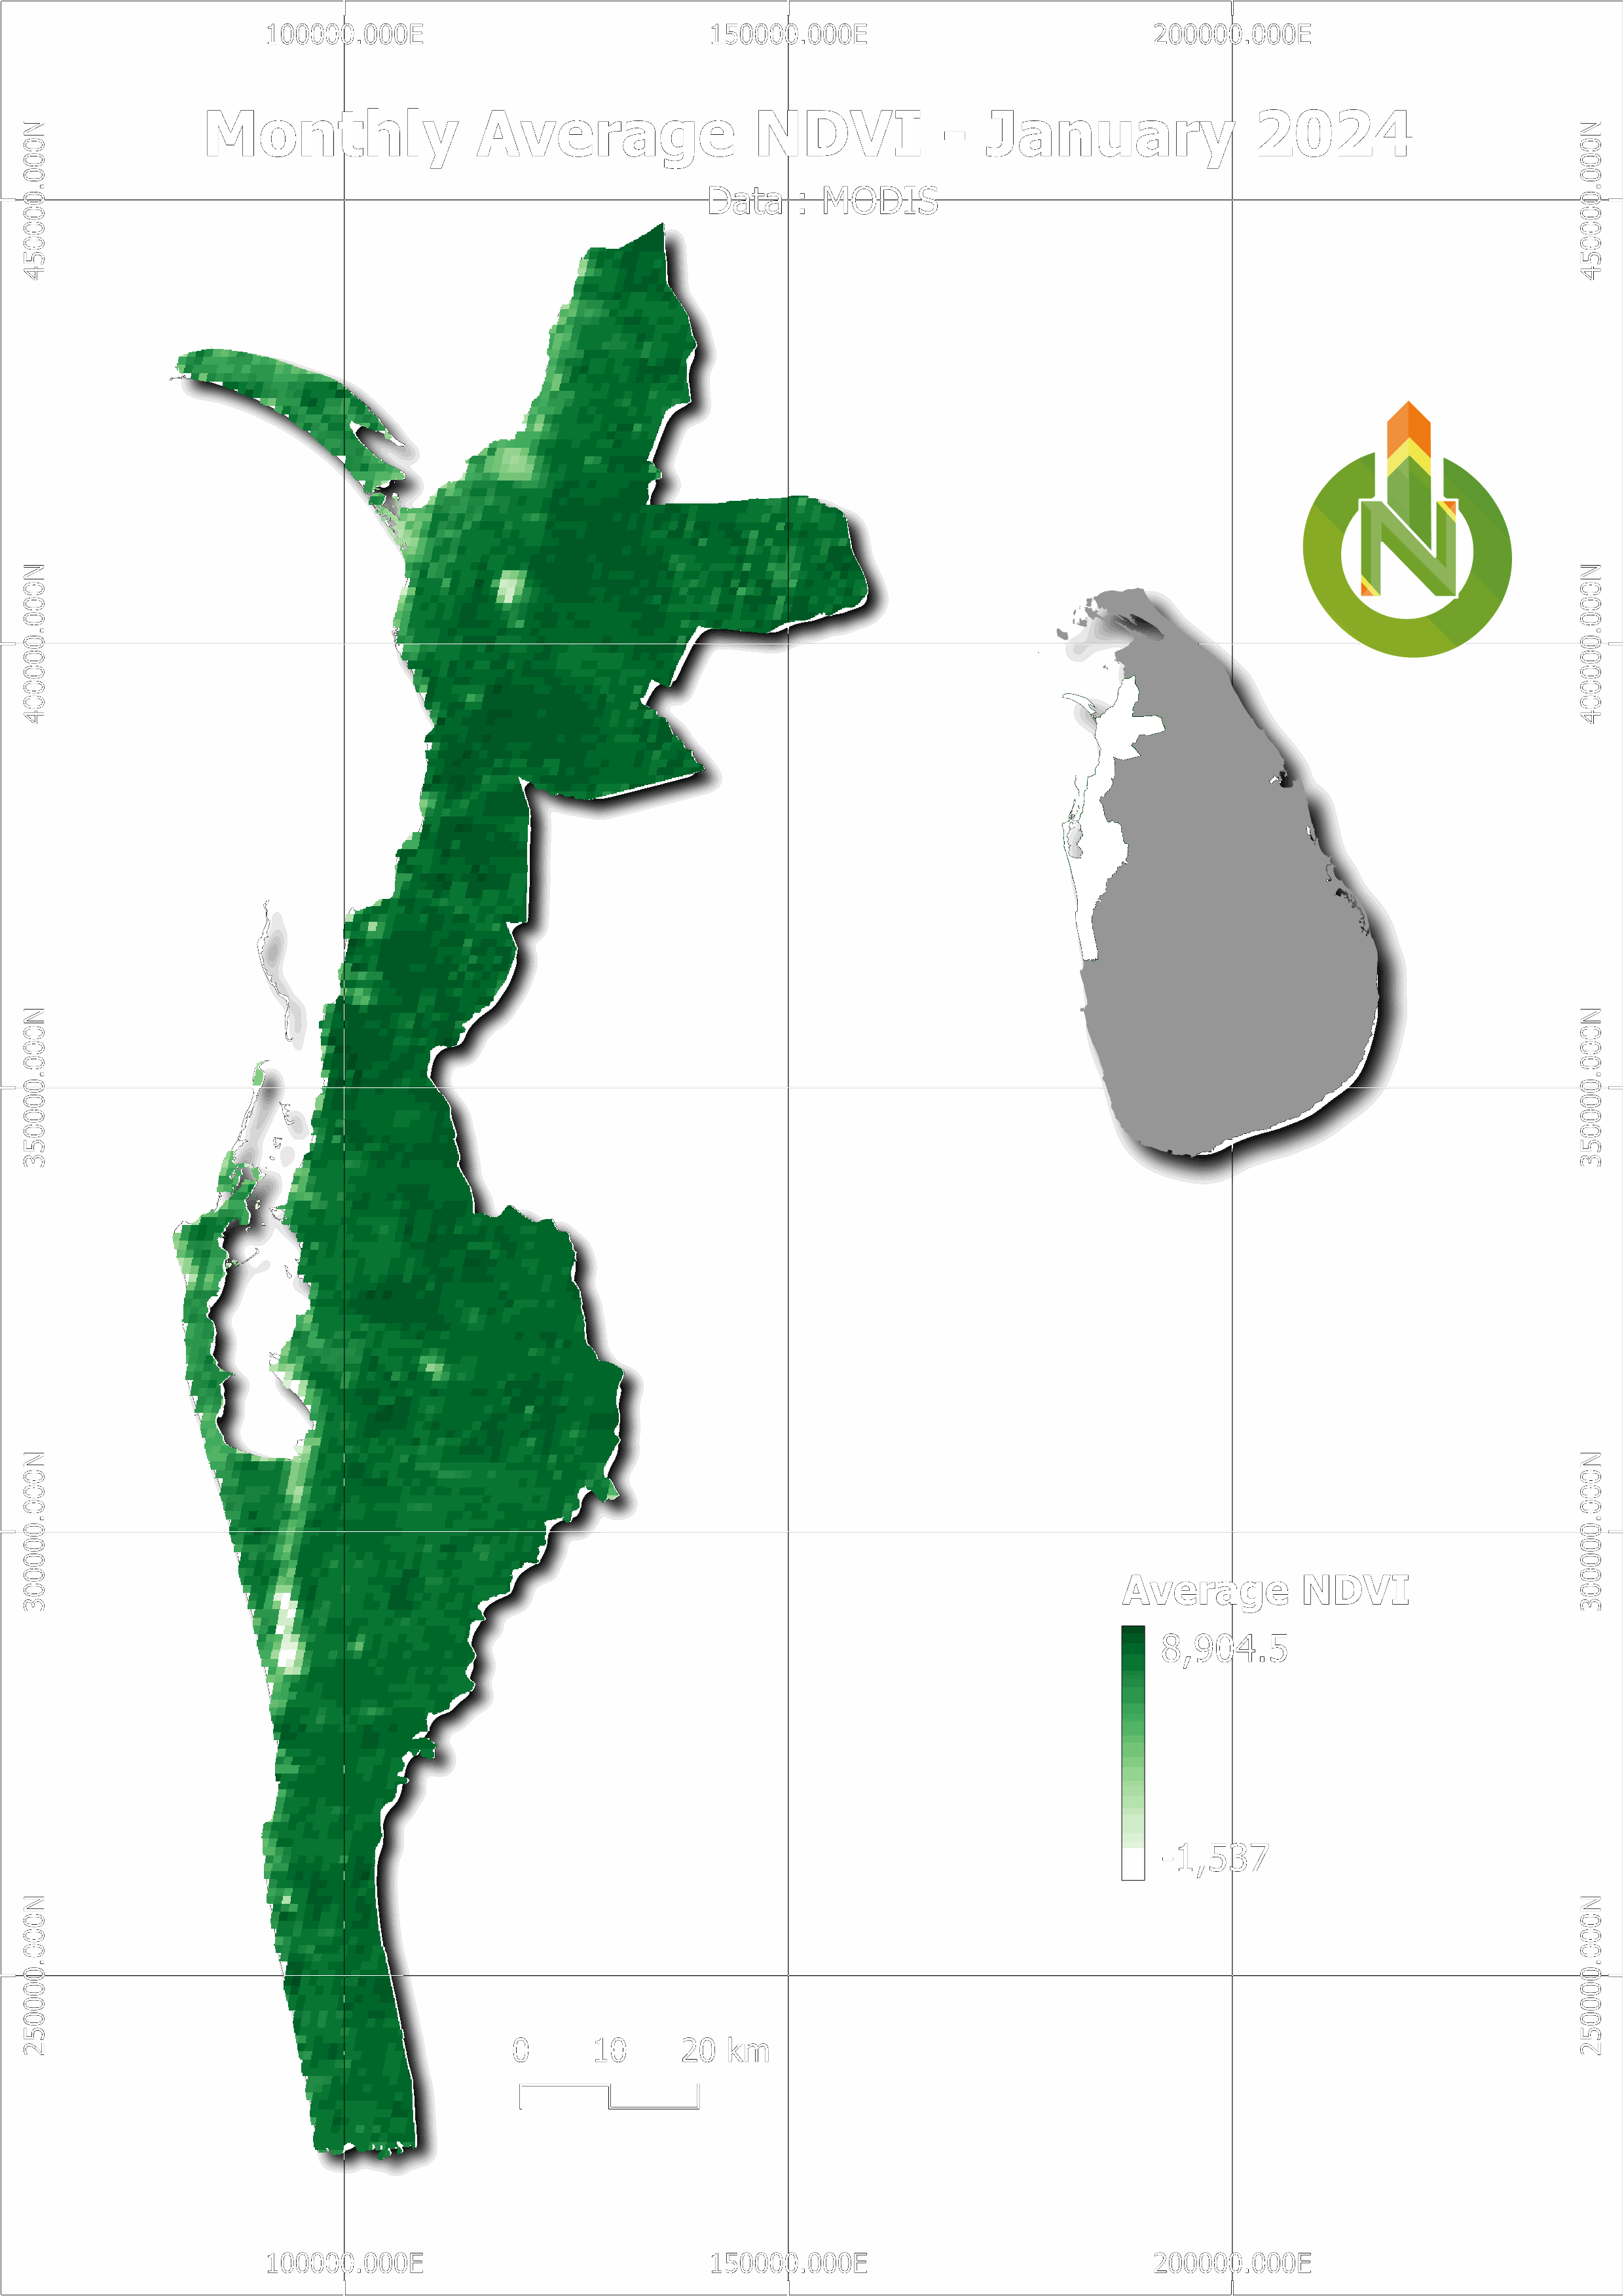 100000.000E 150000.000E 200000.000E
Monthly Average NDVI - January 2024
Data : MODIS
450000.000N 450000.000N
N
400000.000N 400000.000N
350000.000N 350000.000N
300000.000N 300000.000N
Average NDVI
8,904.5
-1,537
250000.000N 250000.000N
0 10 20 km
100000.000E 150000.000E 200000.000E